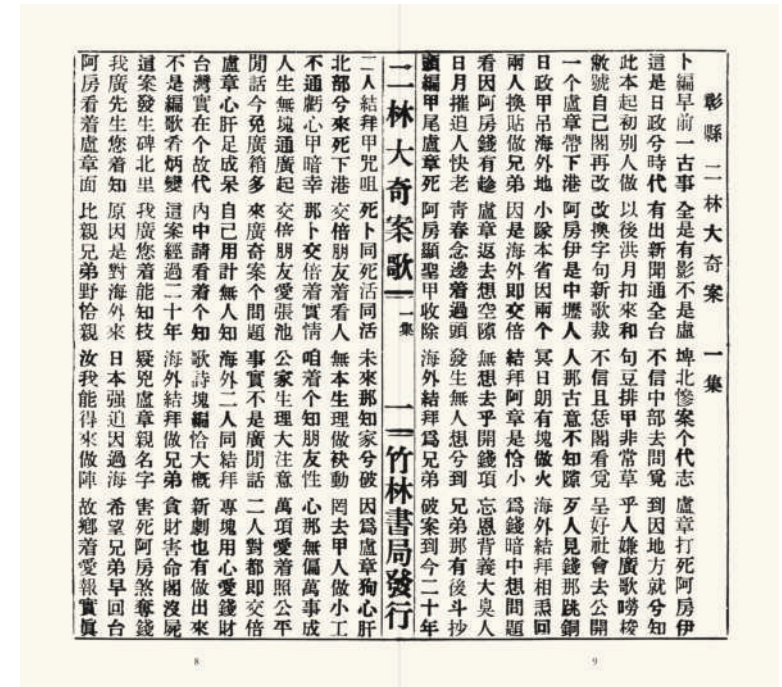 彰縣 二林大奇案 一集
卜編早前一古事 全是有影不是盧 埤北慘案个代志 盧章打死阿房伊
這是日政兮時代 有出新聞通全台 不信中部去問覓 到因地方就兮知
此本起初別人做 以後洪月扣來和 句豆排甲非常草 乎人嫌廣歌嘮梭
敝號自己閣再改 改換字句新歌裁 不信且恁閣看覓 呈好社會去公開
一个盧章帶下港 阿房伊是中壢人 人那古意不知隙 歹人見錢那跳銅
日政甲吊海外地 小隊本省因兩个 冥日朗有塊做火 海外結拜相焄回
兩人換貼做兄弟 因是海外即交倍 結拜阿章是恰小 爲錢暗中想問題
看因阿房錢有趁 盧章返去想空隙 無想去乎開錢項 忘恩背義大臭人
日月摧迫人快老 青春念邊着過頭 發生無人想兮到 兄弟那有後斗抄
頭編甲尾盧章死 阿房顯聖甲收除 海外結拜爲兄弟 破案到今二十年
二林大奇案歌 一集 一 竹林書局發行
二人結拜甲咒咀 死卜同死活同活 未來那知家兮破 因爲盧章狗心肝
北部兮來死下港 交倍朋友着看人 無本生理做袂動 罔去甲人做小工
不通虧心甲暗幸 那卜交倍着實情 咱着个知朋友性 心那無偏萬事成
人生無塊通廣起 交倍朋友愛張池 公家生理大注意 萬項愛着照公平
閒話今免廣箱多 來廣奇案个問題 事實不是廣閒話 二人對都即交倍
盧章心肝足成呆 自己用計無人知 海外二人同結拜 專塊用心愛錢財
台灣實在个故代 內中請看着个知 歌詩塊編恰大概 新劇也有做出來
不是編歌肴炳變 這案經過二十年 海外結拜做兄弟 貪財害命閣沒屍
這案發生碑北里 我廣您着能知枝 疑兇盧章親名字 害死阿房煞奪錢
我廣先生您着知 原因是對海外來 日本强迫因過海 希望兄弟早回台
阿房看着盧章面 比親兄弟野恰親 汝我能得來做陣 故鄉着愛報實眞
8
9